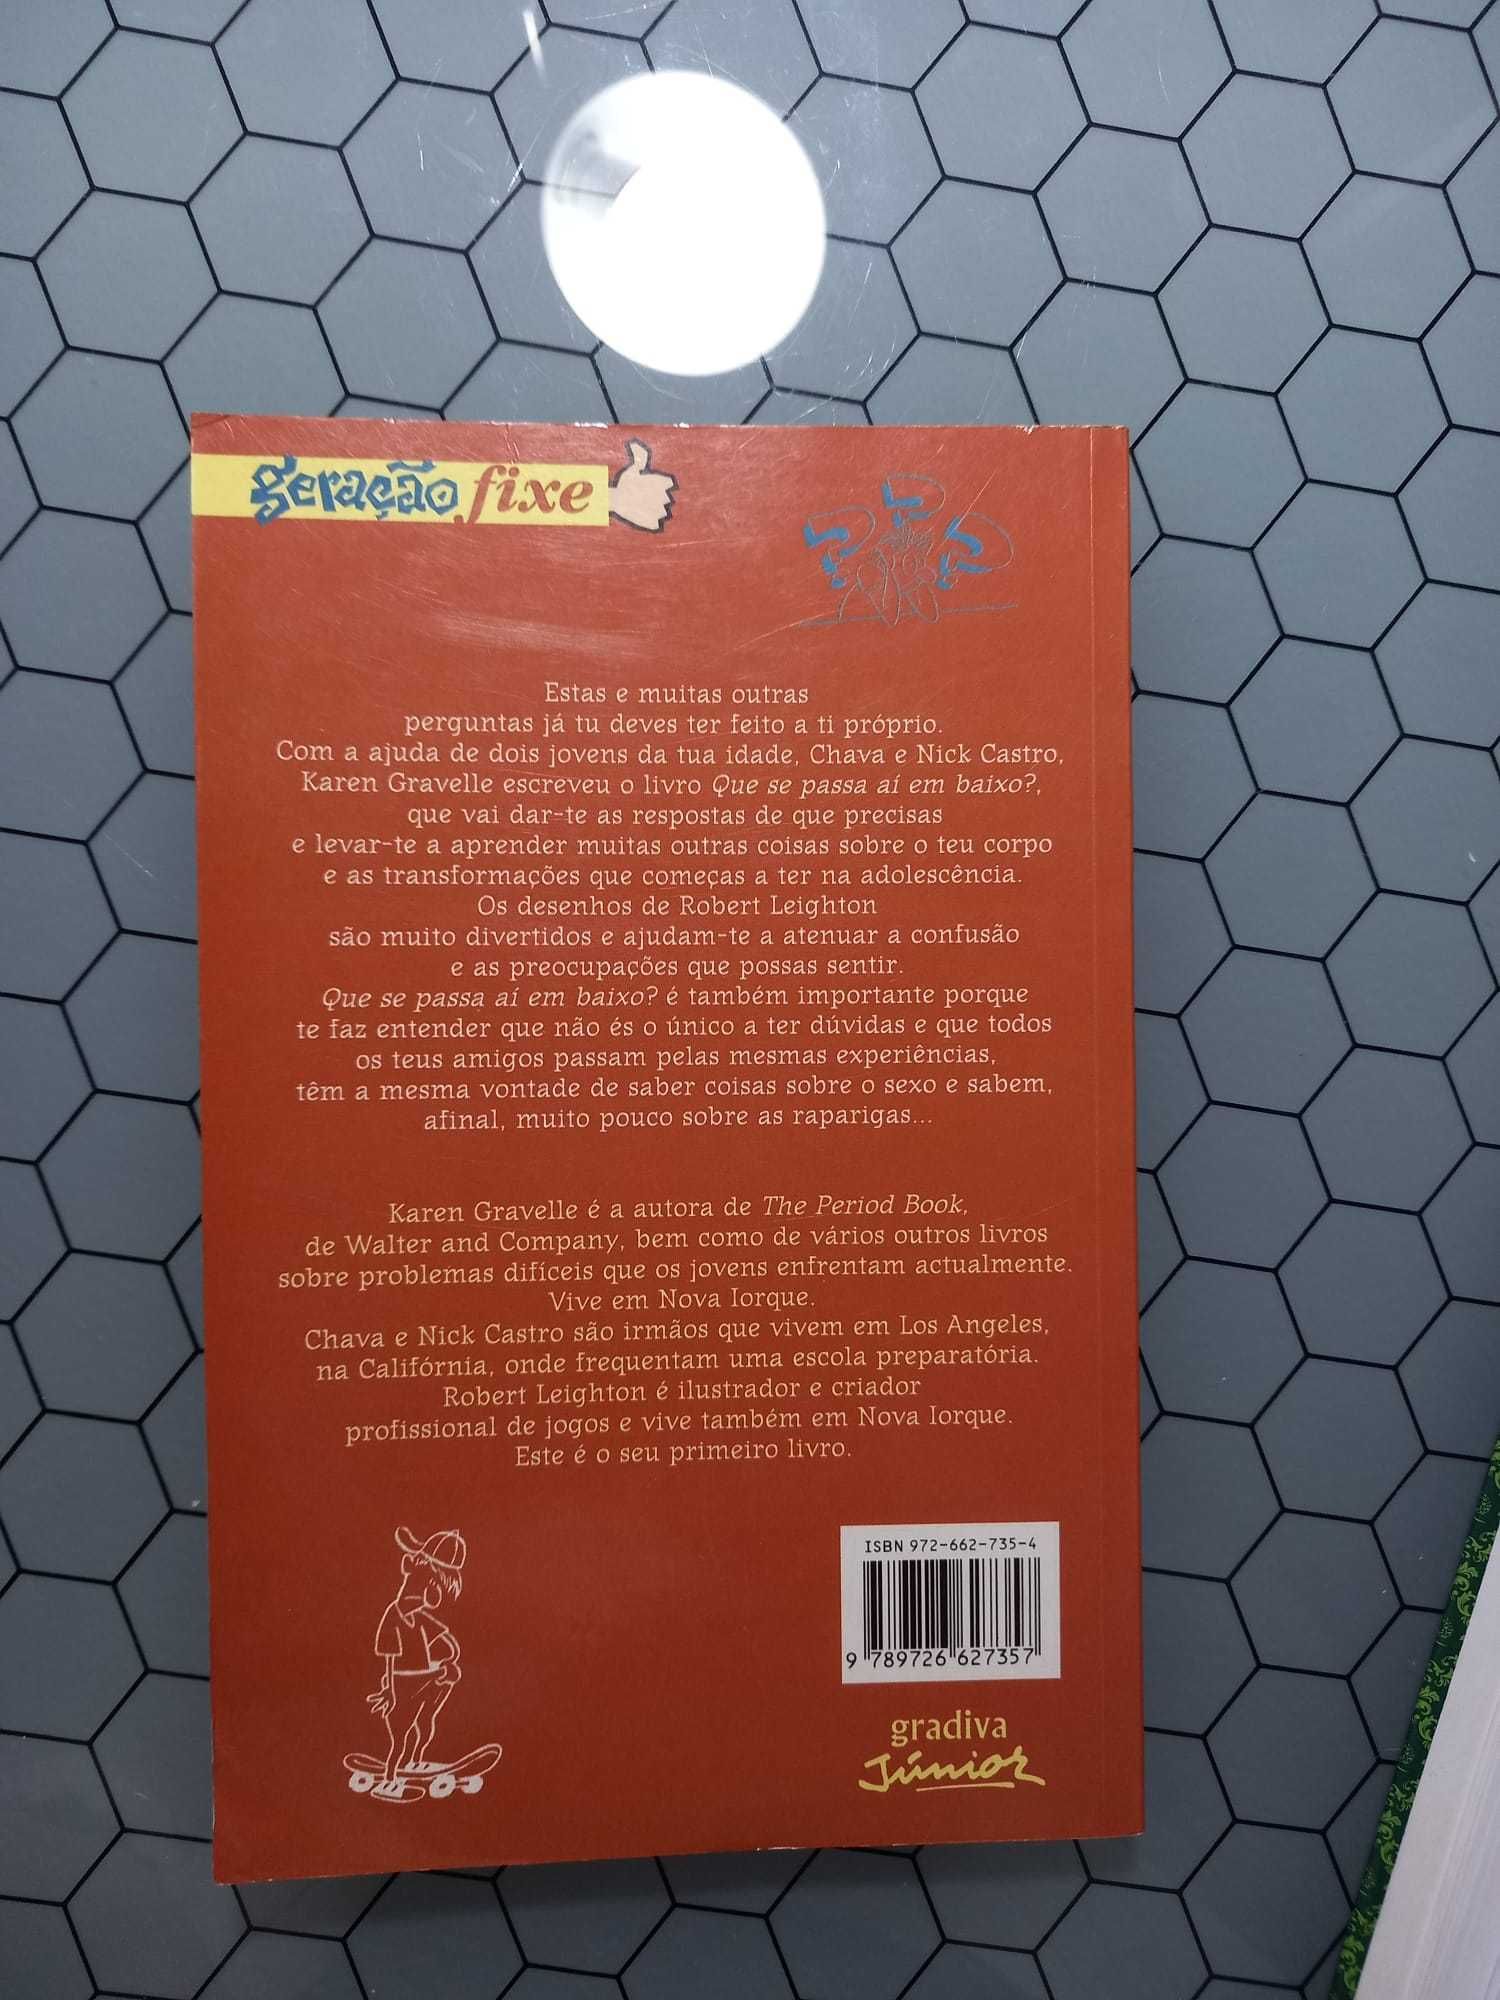 geração fixe
Estas e muitas outras
perguntas já tu deves ter feito a ti próprio.
Com a ajuda de dois jovens da tua idade, Chava e Nick Castro,
Karen Gravelle escreveu o livro Que se passa aí em baixo?,
que vai dar-te as respostas de que precisas
e levar-te a aprender muitas outras coisas sobre o teu corpo
e as transformações que começas a ter na adolescência.
Os desenhos de Robert Leighton
são muito divertidos e ajudam-te a atenuar a confusão
e as preocupações que possas sentir.
Que se passa aí em baixo? é também importante porque
te faz entender que não és o único a ter dúvidas e que todos
os teus amigos passam pelas mesmas experiências,
têm a mesma vontade de saber coisas sobre o sexo e sabem,
afinal, muito pouco sobre as raparigas...
Karen Gravelle é a autora de The Period Book,
de Walter and Company, bem como de vários outros livros
sobre problemas difíceis que os jovens enfrentam actualmente.
Vive em Nova Iorque.
Chava e Nick Castro são irmãos que vivem em Los Angeles,
na Califórnia, onde frequentam uma escola preparatória.
Robert Leighton é ilustrador e criador
profissional de jogos e vive também em Nova Iorque.
Este é o seu primeiro livro.
ISBN 972-662-735-4
9 789726 627357
gradiva
Júnior